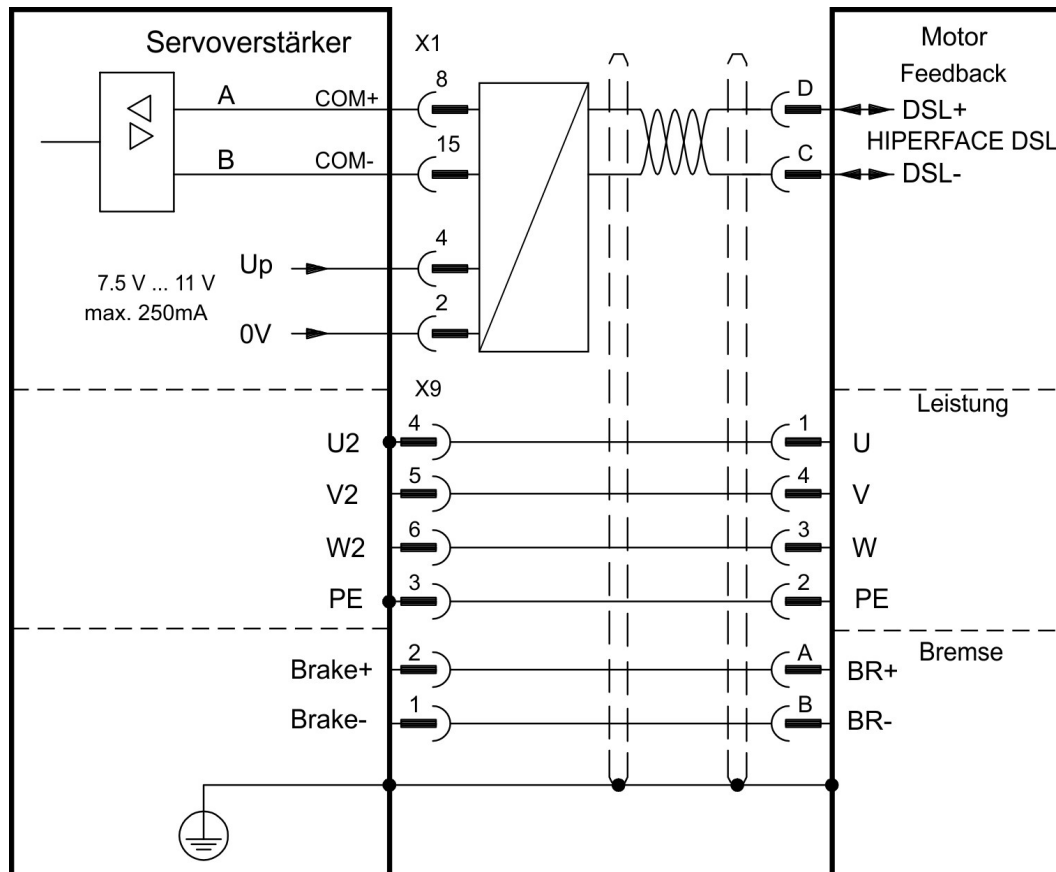 Servoverstärker
X1
Motor
Feedback
A
COM+
8
D
DSL+
HIPERFACE DSL
B
COM-
15
C
DSL-
7.5 V ... 11 V
max. 250mA
Up
4
0V
2
X9
Leistung
U2
4
1
U
V2
5
4
V
W2
6
3
W
PE
3
2
PE
Bremse
Brake+
2
A
BR+
Brake-
1
B
BR-